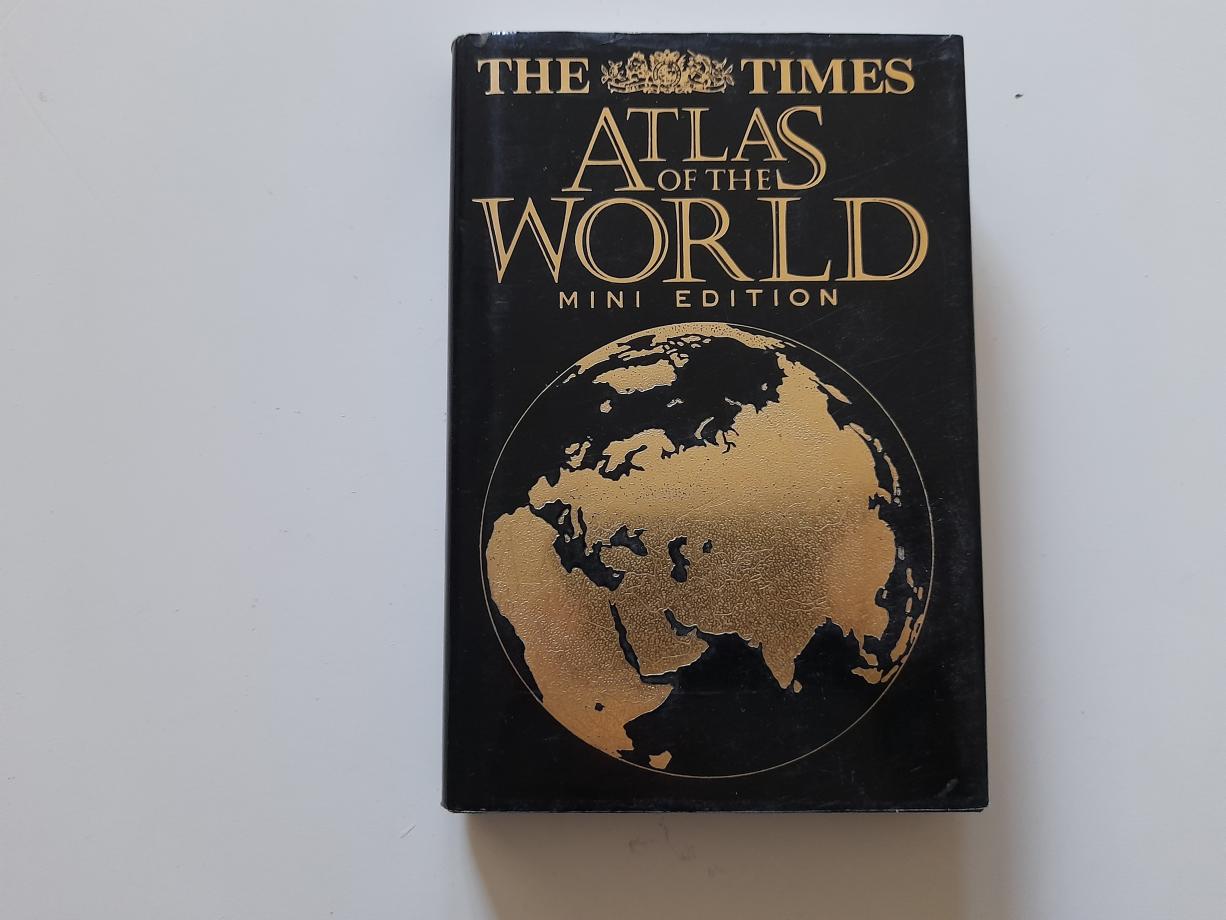 THE TIMES
ATLAS
OF THE
WORLD
MINI EDITION